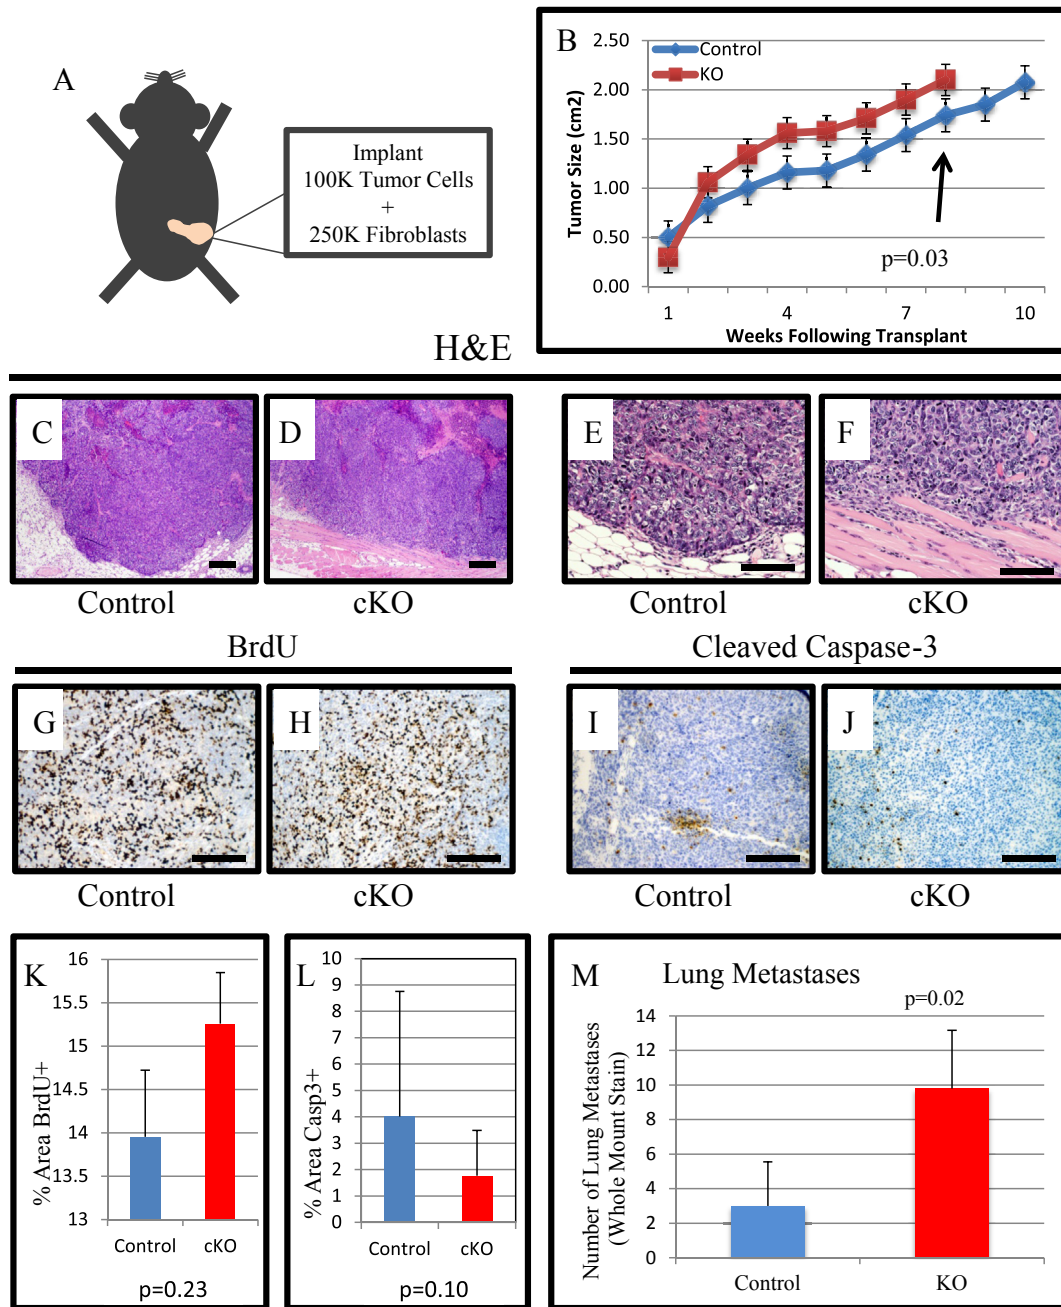 A
Implant
100K Tumor Cells
+
250K Fibroblasts
B
Control
KO
Tumor Size (cm2)
2.50
2.00
1.50
1.00
0.50
0.00
p=0.03
1 4 7 10
Weeks Following Transplant
H&E
C D E F
Control cKO Control cKO
BrdU Cleaved Caspase-3
G H I J
Control cKO Control cKO
K
% Area BrdU+
16
15.5
15
14.5
14
13.5
13
Control cKO
p=0.23
L
% Area Casp3+
10
9
8
7
6
5
4
3
2
1
0
Control cKO
p=0.10
M Lung Metastases
p=0.02
Number of Lung Metastases
(Whole Mount Stain)
14
12
10
8
6
4
2
0
Control KO